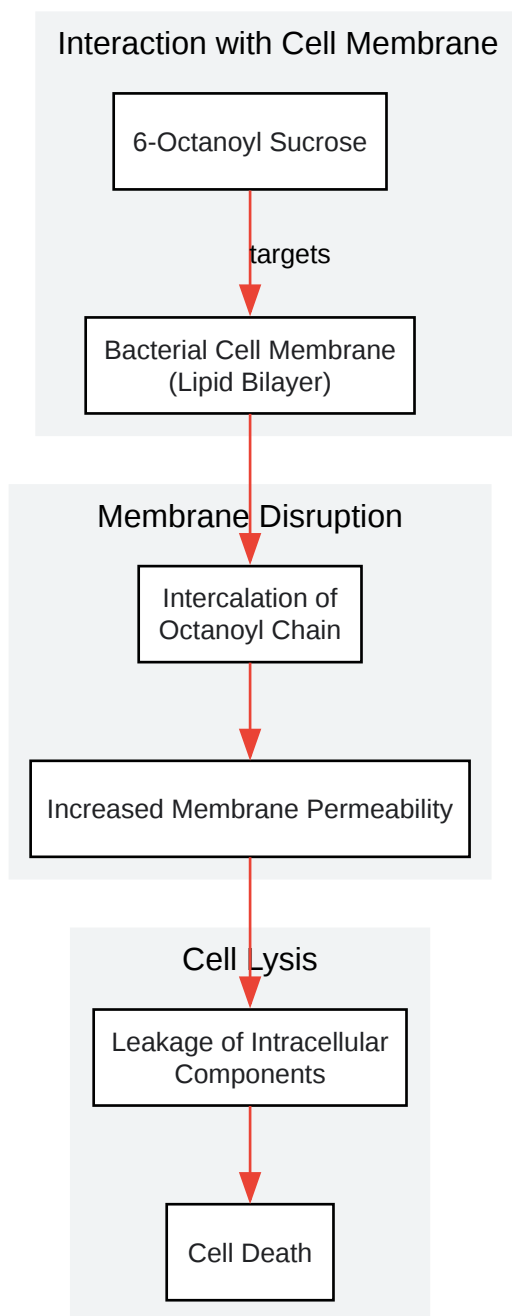 Interaction with Cell Membrane
6-Octanoyl Sucrose
targets
Bacterial Cell Membrane
(Lipid Bilayer)
Membrane Disruption
Intercalation of
Octanoyl Chain
Increased Membrane Permeability
Cell Lysis
Leakage of Intracellular
Components
Cell Death